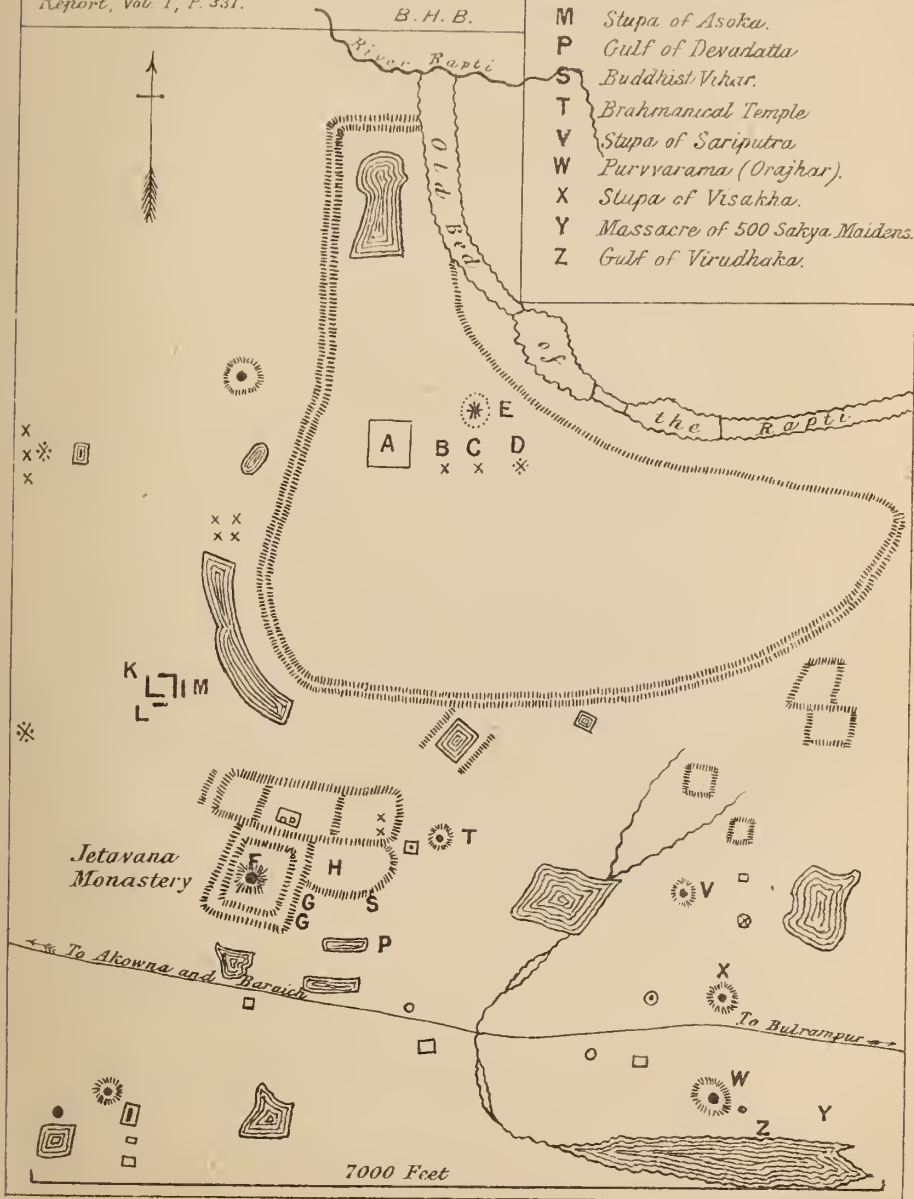 Report, Vol. 1, P. 331.
B. H. B.
M Stupa of Asoka.
P Gulf of Devadatta
S Buddhist Vihar.
T Brahmanical Temple
V Stupa of Sariputra
W Purvvarama (Orajhar).
X Stupa of Visakha.
Y Massacre of 500 Sakya Maidens.
Z Gulf of Virudhaka.
River Rapti
Old Bed of the Rapti
E
A B C D
K
L
M
Jetavana
Monastery
F
H
T
G
S
G
P
V
X
To Akowna and Baraich
To Bulrampur
W
Y
Z
7000 Feet